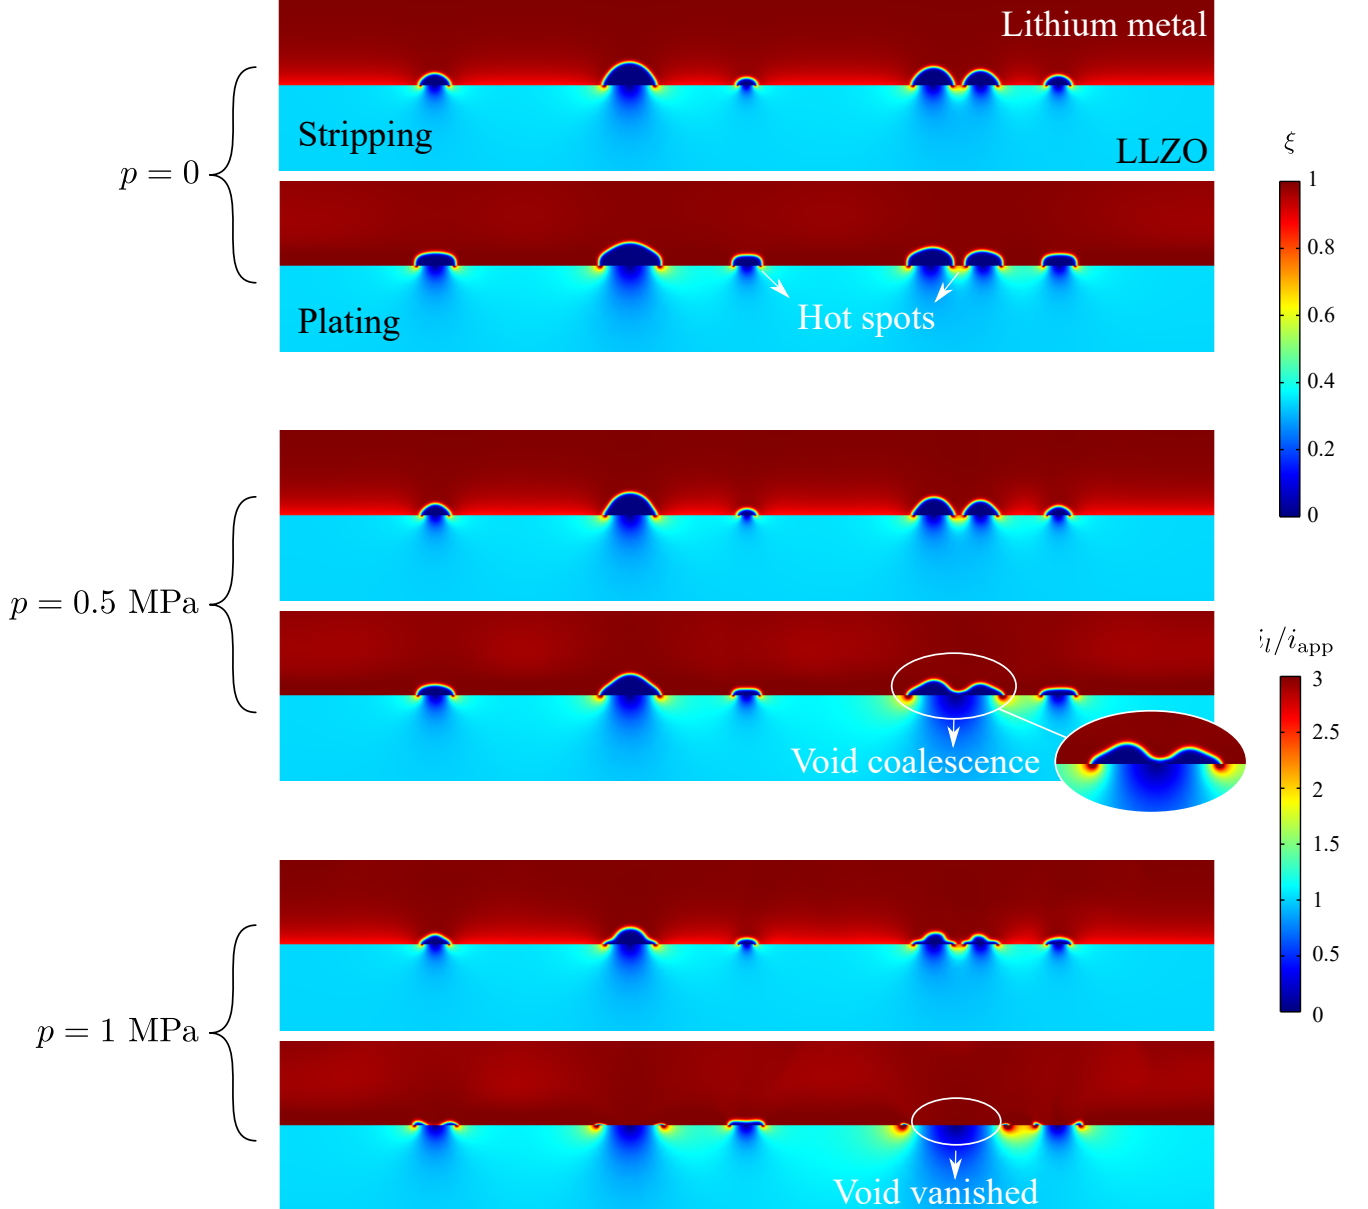 Lithium metal
Stripping
LLZO
p = 0
Plating
Hot spots
ξ
1
0.8
0.6
0.4
0.2
0
p = 0.5 MPa
Void coalescence
i_l/i_app
3
2.5
2
1.5
1
0.5
0
p = 1 MPa
Void vanished